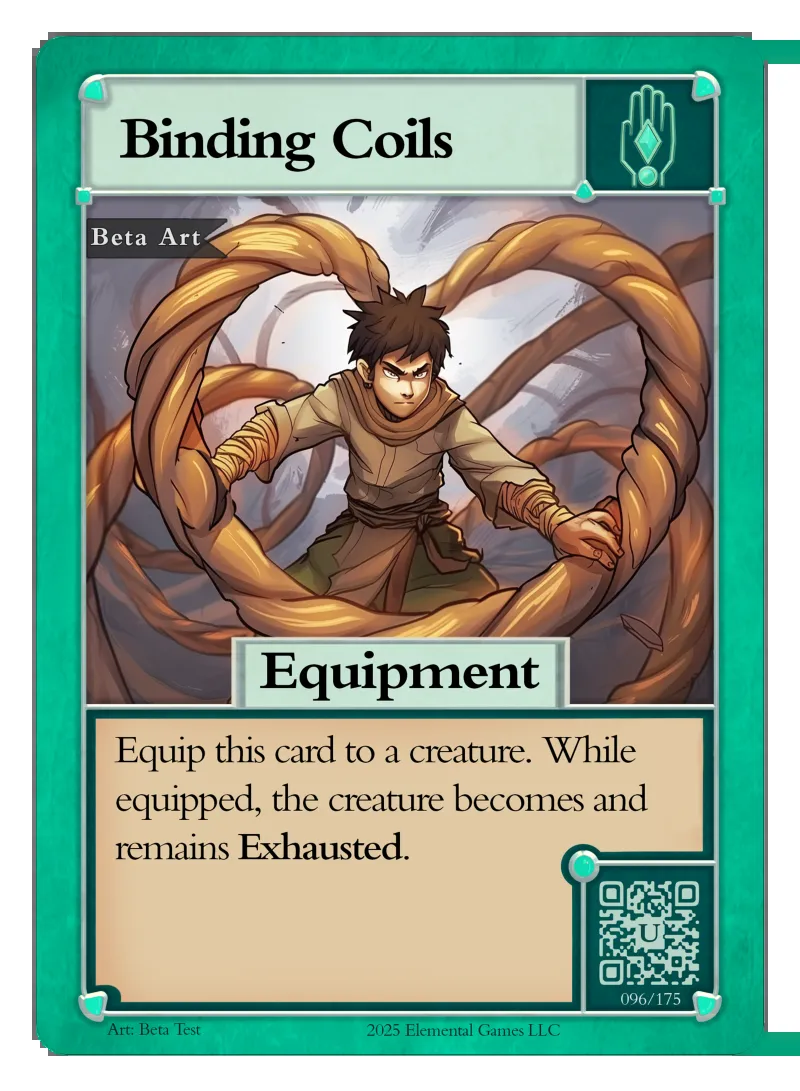 Binding Coils
Beta Art
Equipment
Equip this card to a creature. While
equipped, the creature becomes and
remains Exhausted.
U
096/175
Art: Beta Test
2025 Elemental Games LLC